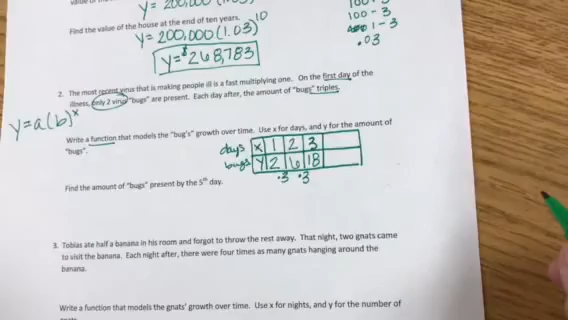 y = 200,000(1.03)
100 - 3
100 - 3
Find the value of the house at the end of ten years.
y = 200,000(1.03)^10
1 - 3
.03
y = $268,783
2. The most recent virus that is making people ill is a fast multiplying one. On the first day of the
illness, only 2 virus "bugs" are present. Each day after, the amount of "bugs" triples.
y = a(b)^x
Write a function that models the "bug's" growth over time. Use x for days, and y for the amount of
"bugs".
days x 1 2 3
bugs y 2 6 18
·3 ·3
Find the amount of "bugs" present by the 5th day.
3. Tobias ate half a banana in his room and forgot to throw the rest away. That night, two gnats came
to visit the banana. Each night after, there were four times as many gnats hanging around the
banana.
Write a function that models the gnats' growth over time. Use x for nights, and y for the number of